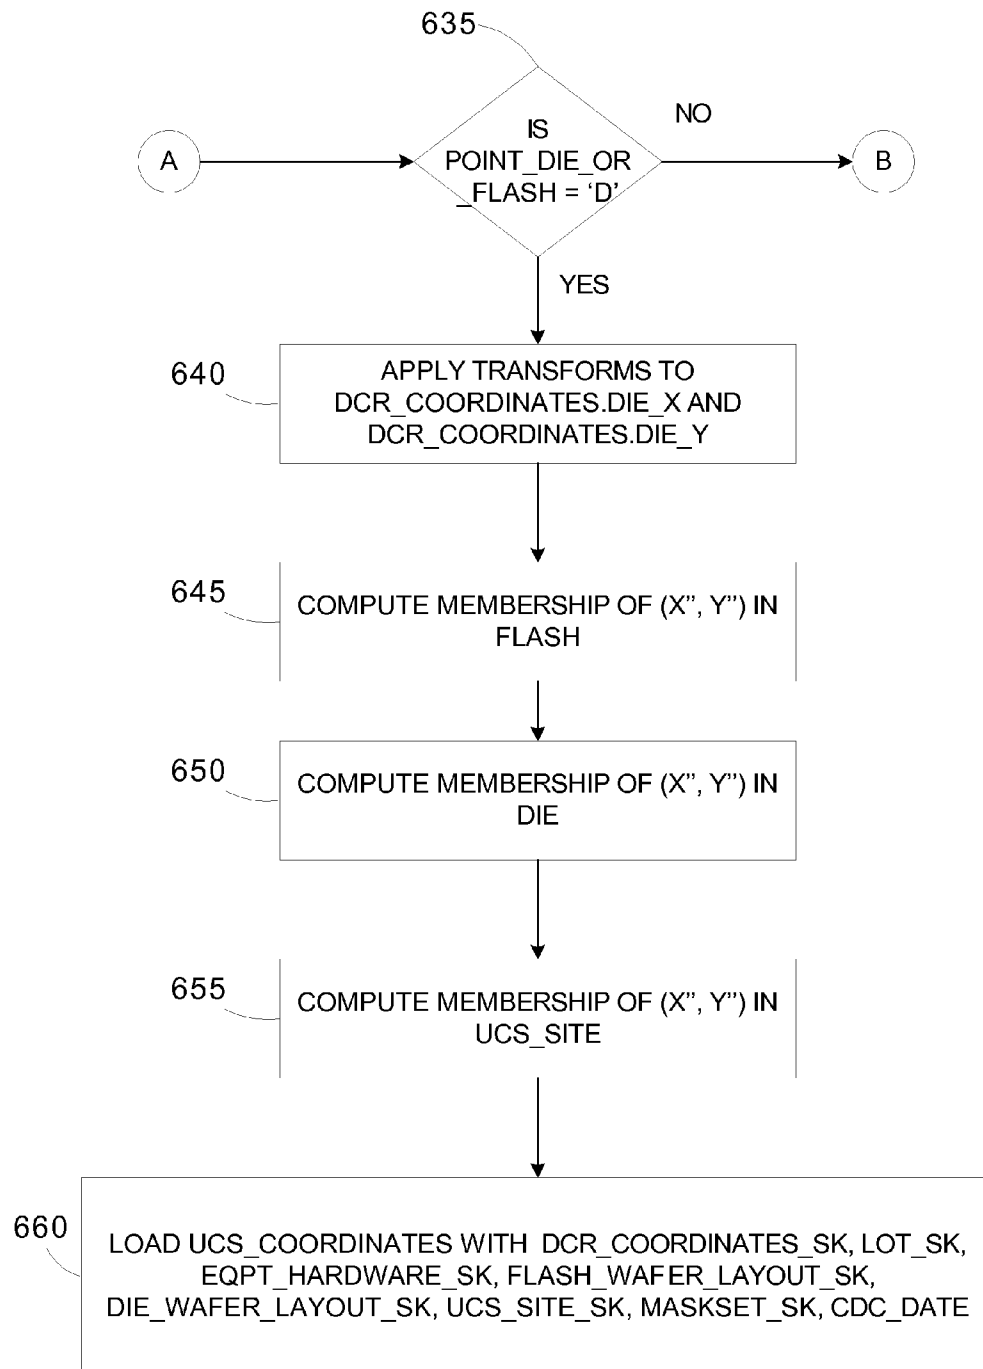 635
IS
POINT_DIE_OR
_FLASH = ‘D’
NO
A
B
YES
640
APPLY TRANSFORMS TO
DCR_COORDINATES.DIE_X AND
DCR_COORDINATES.DIE_Y
645
COMPUTE MEMBERSHIP OF (X”, Y”) IN
FLASH
650
COMPUTE MEMBERSHIP OF (X”, Y”) IN
DIE
655
COMPUTE MEMBERSHIP OF (X”, Y”) IN
UCS_SITE
660
LOAD UCS_COORDINATES WITH DCR_COORDINATES_SK, LOT_SK,
EQPT_HARDWARE_SK, FLASH_WAFER_LAYOUT_SK,
DIE_WAFER_LAYOUT_SK, UCS_SITE_SK, MASKSET_SK, CDC_DATE